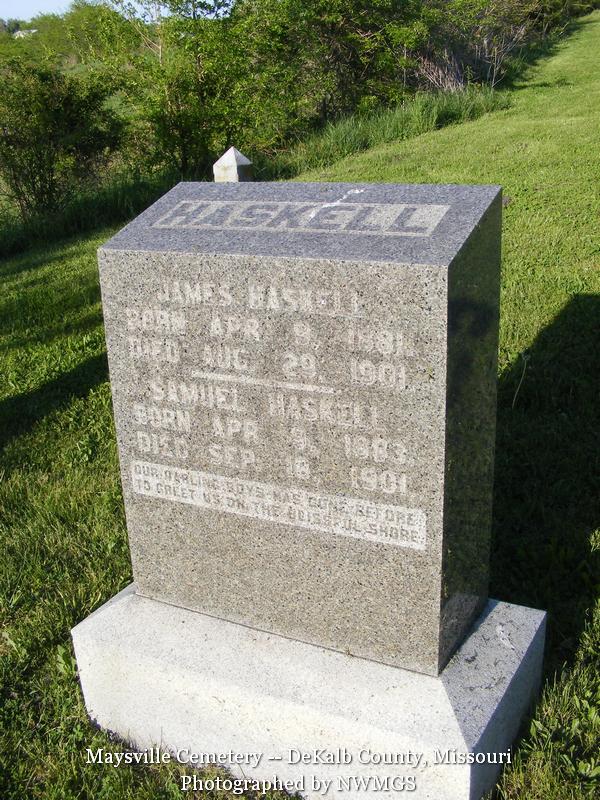 HASKELL
JAMES HASKELL
BORN APR 9, 1881.
DIED AUG. 29, 1901.
SAMUEL HASKELL
BORN APR 9, 1883.
DIED SEP. 18, 1901
OUR DARLING BOYS HAS GONE BEFORE
TO GREET US ON THE BLISSFUL SHORE.
Maysville Cemetery -- DeKalb County, Missouri
Photographed by NWMGS